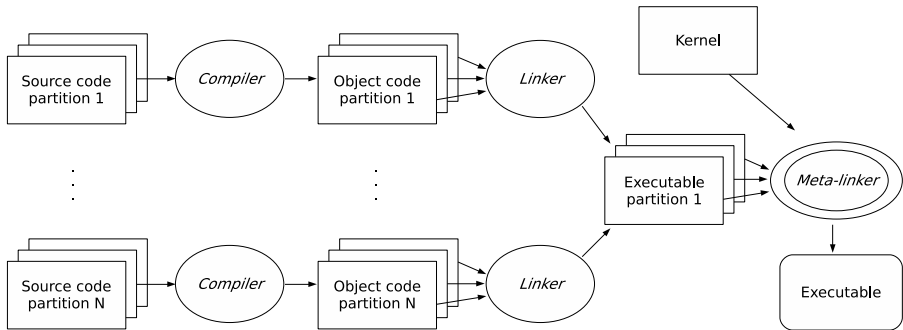 Source code
partition 1
Compiler
Object code
partition 1
Linker
Kernel
Executable
partition 1
Meta-linker
Source code
partition N
Compiler
Object code
partition N
Linker
Executable